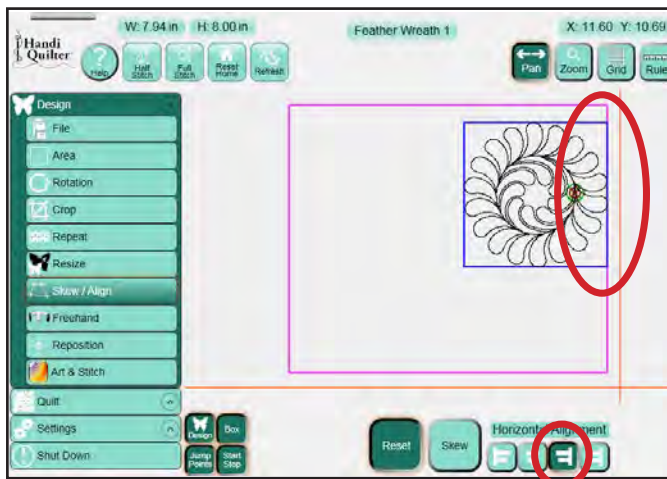 W: 7.94 in H: 8.00 in
Feather Wreath 1
X: 11.60 Y: 10.69
Handi
Quilter
Help
Half
Stitch
Full
Stitch
Reset
Home
Refresh
Pan
Zoom
Grid
Rule
Design
File
Area
Rotation
Crop
Repeat
Resize
Skew / Align
Freehand
Reposition
Art & Stitch
Quilt
Settings
Shut Down
Design
Box
Jump
Points
Start
Stop
Reset
Skew
Horizontal Alignment